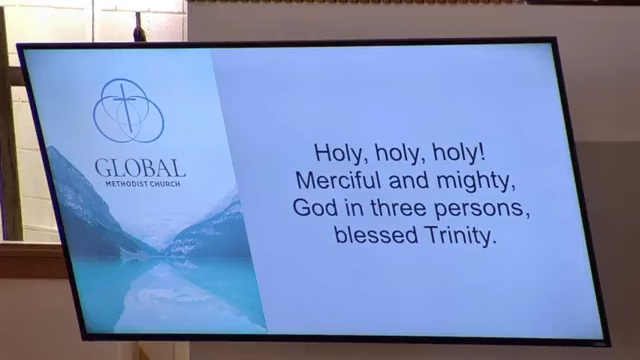 GLOBAL
METHODIST CHURCH
Holy, holy, holy!
Merciful and mighty,
God in three persons,
blessed Trinity.